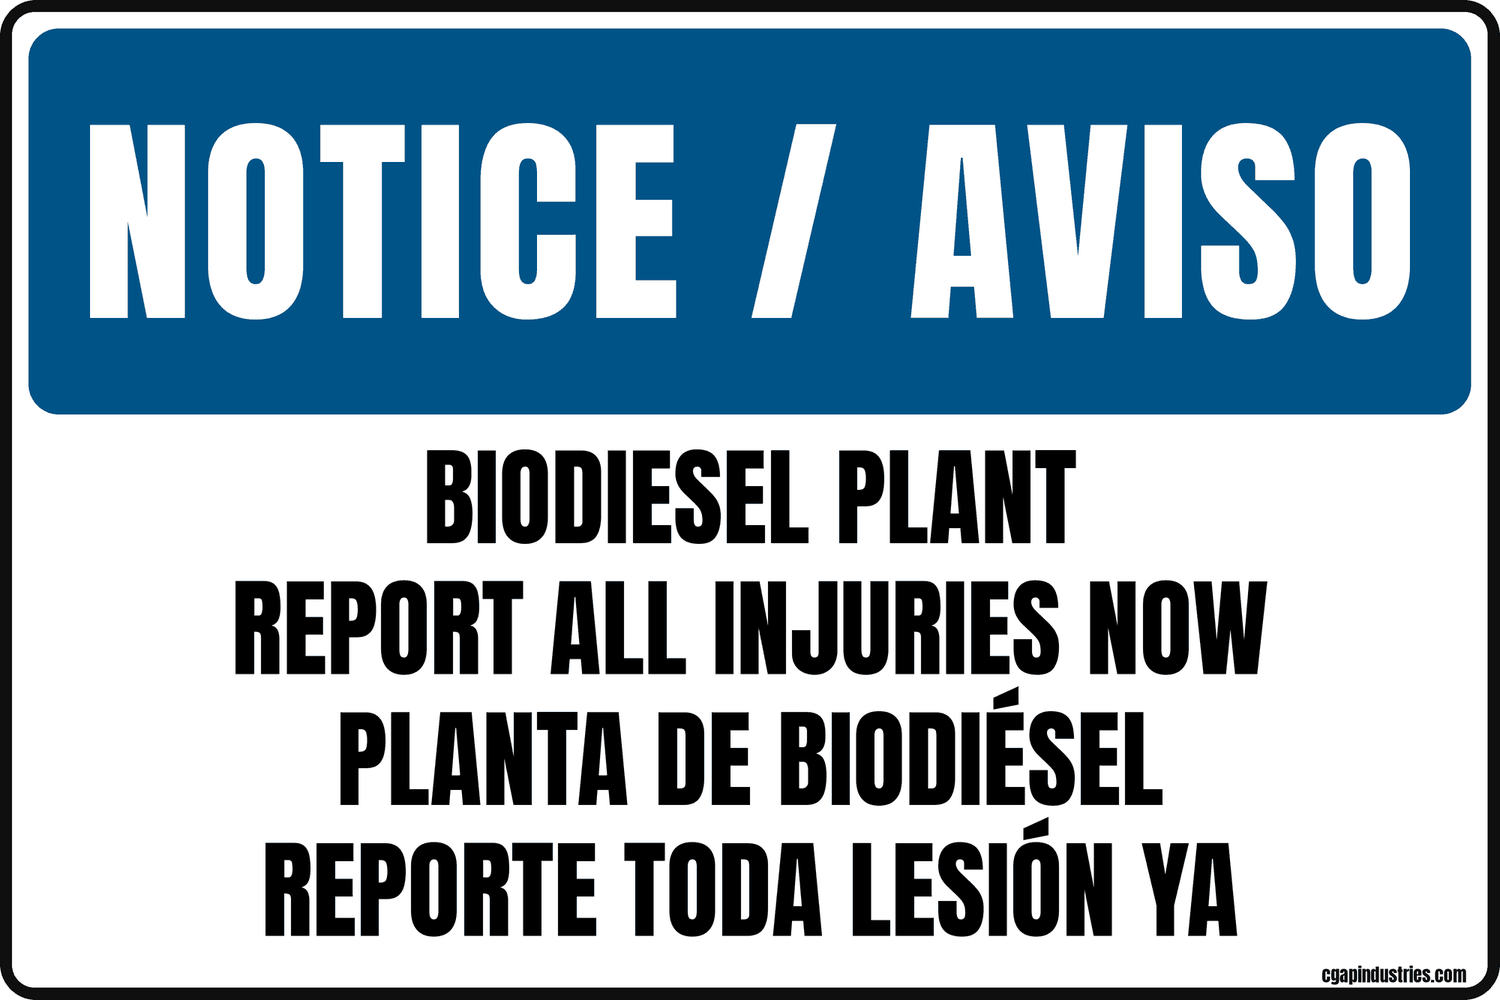 NOTICE / AVISO
BIODIESEL PLANT
REPORT ALL INJURIES NOW
PLANTA DE BIODIÉSEL
REPORTE TODA LESIÓN YA
cgapindustries.com